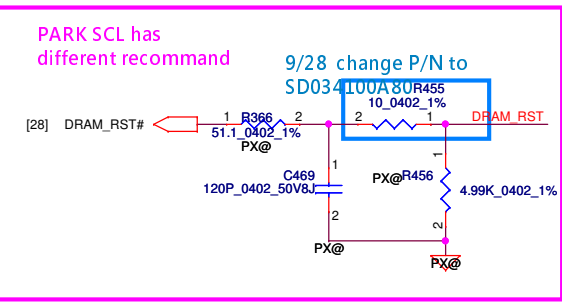 PARK SCL has
different recommand
9/28 change P/N to
SD034100A80
R455
10_0402_1%
[28] DRAM_RST#
1 R366 2
51.1_0402_1%
PX@
2 1
DRAM_RST
1
C469
120P_0402_50V8J
2
PX@
1
PX@ R456
4.99K_0402_1%
2
PX@